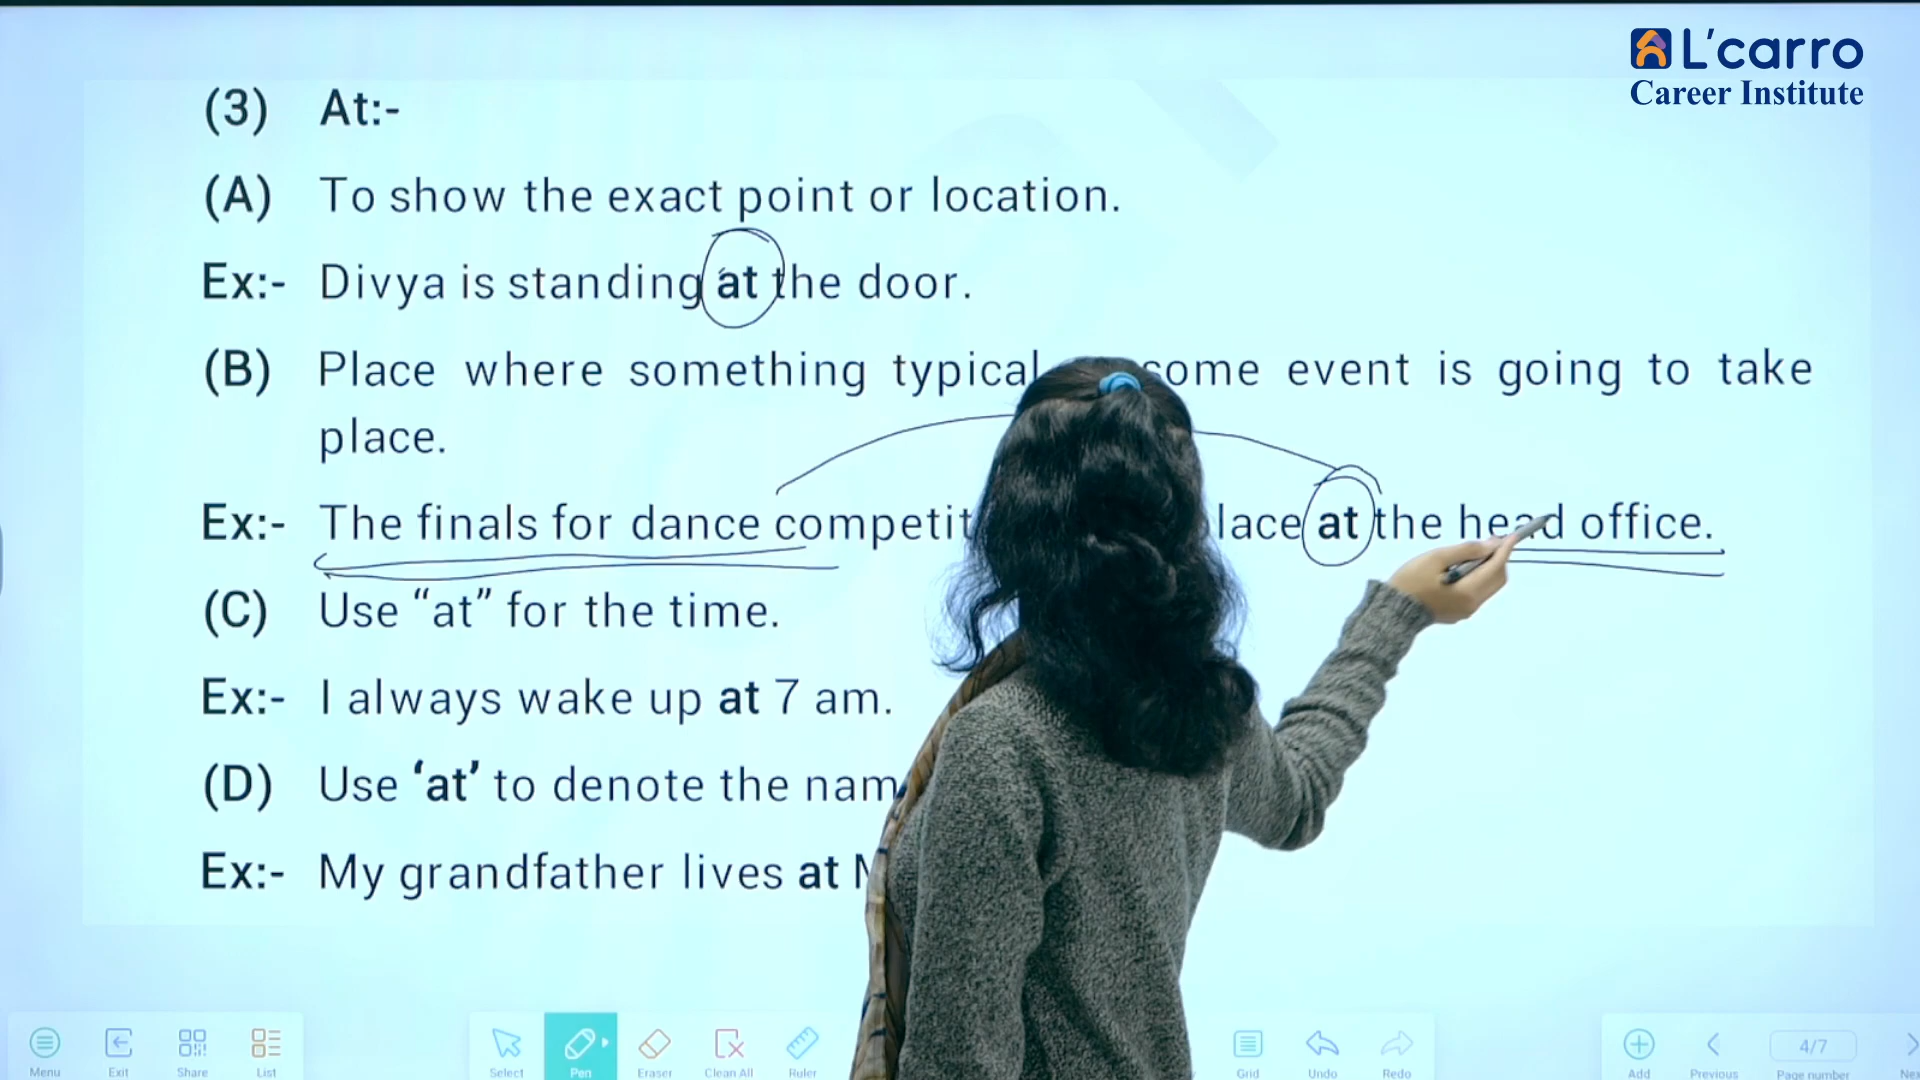 L'carro
Career Institute
(3) At:-
(A) To show the exact point or location.
Ex:- Divya is standing at the door.
(B) Place where something typical some event is going to take
place.
Ex:- The finals for dance at the head office.
(C) Use “at” for the time.
Ex:- I always wake up at 7 am.
(D) Use ‘at’ to denote the
Ex:- My grandfather lives at
Menu Exit Share List Select Pen Eraser Clean All Ruler Grid Undo Redo Add Previous 4/7 Page number